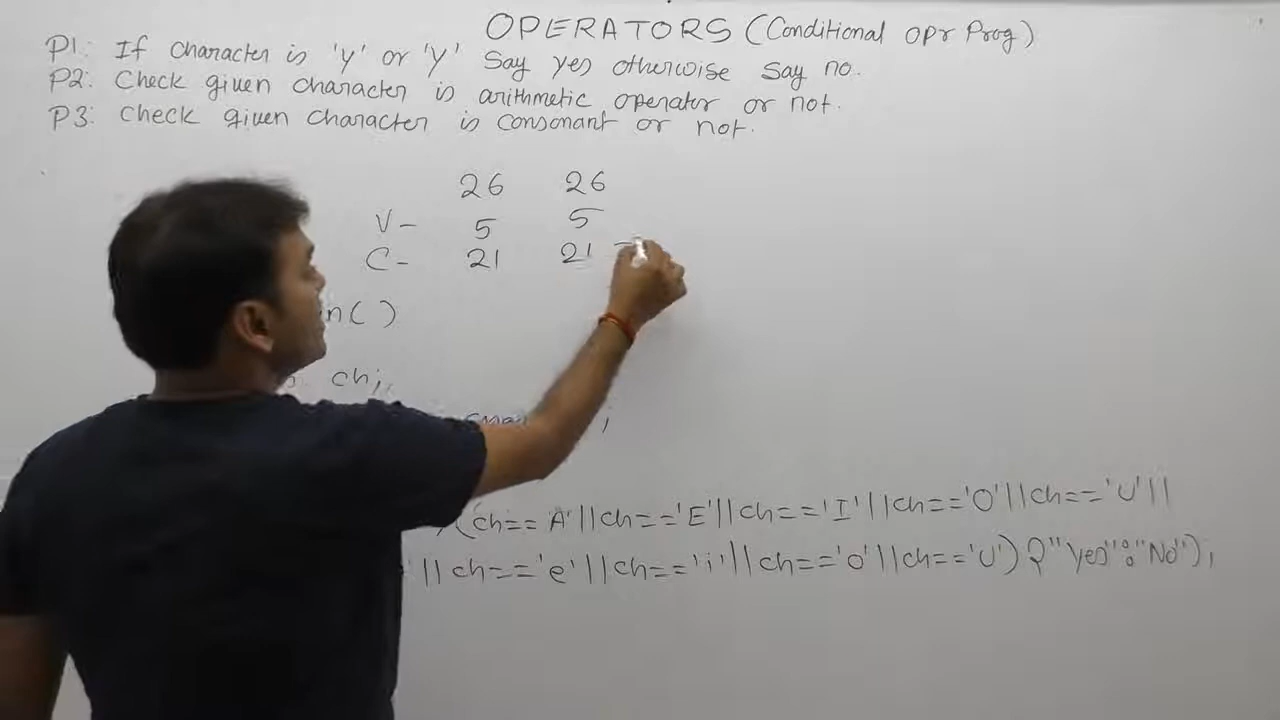 OPERATORS (Conditional opr Prog)
P1: If character is 'y' or 'Y' Say yes otherwise say no.
P2: Check given character is arithmetic operator or not.
P3: Check given character is consonant or not.
26 26
V- 5 5
C- 21 21 -
n( )
ch;
;
(ch== A'||ch=='E'||ch=='I'||ch=='O'||ch=='U'||
||ch=='e'||ch=='i'||ch=='o'||ch=='u')?"Yes":"No");